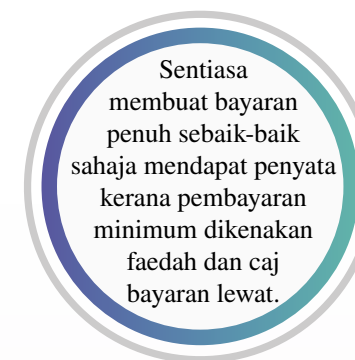 Sentiasa
membuat bayaran
penuh sebaik-baik
sahaja mendapat penyata
kerana pembayaran
minimum dikenakan
faedah dan caj
bayaran lewat.